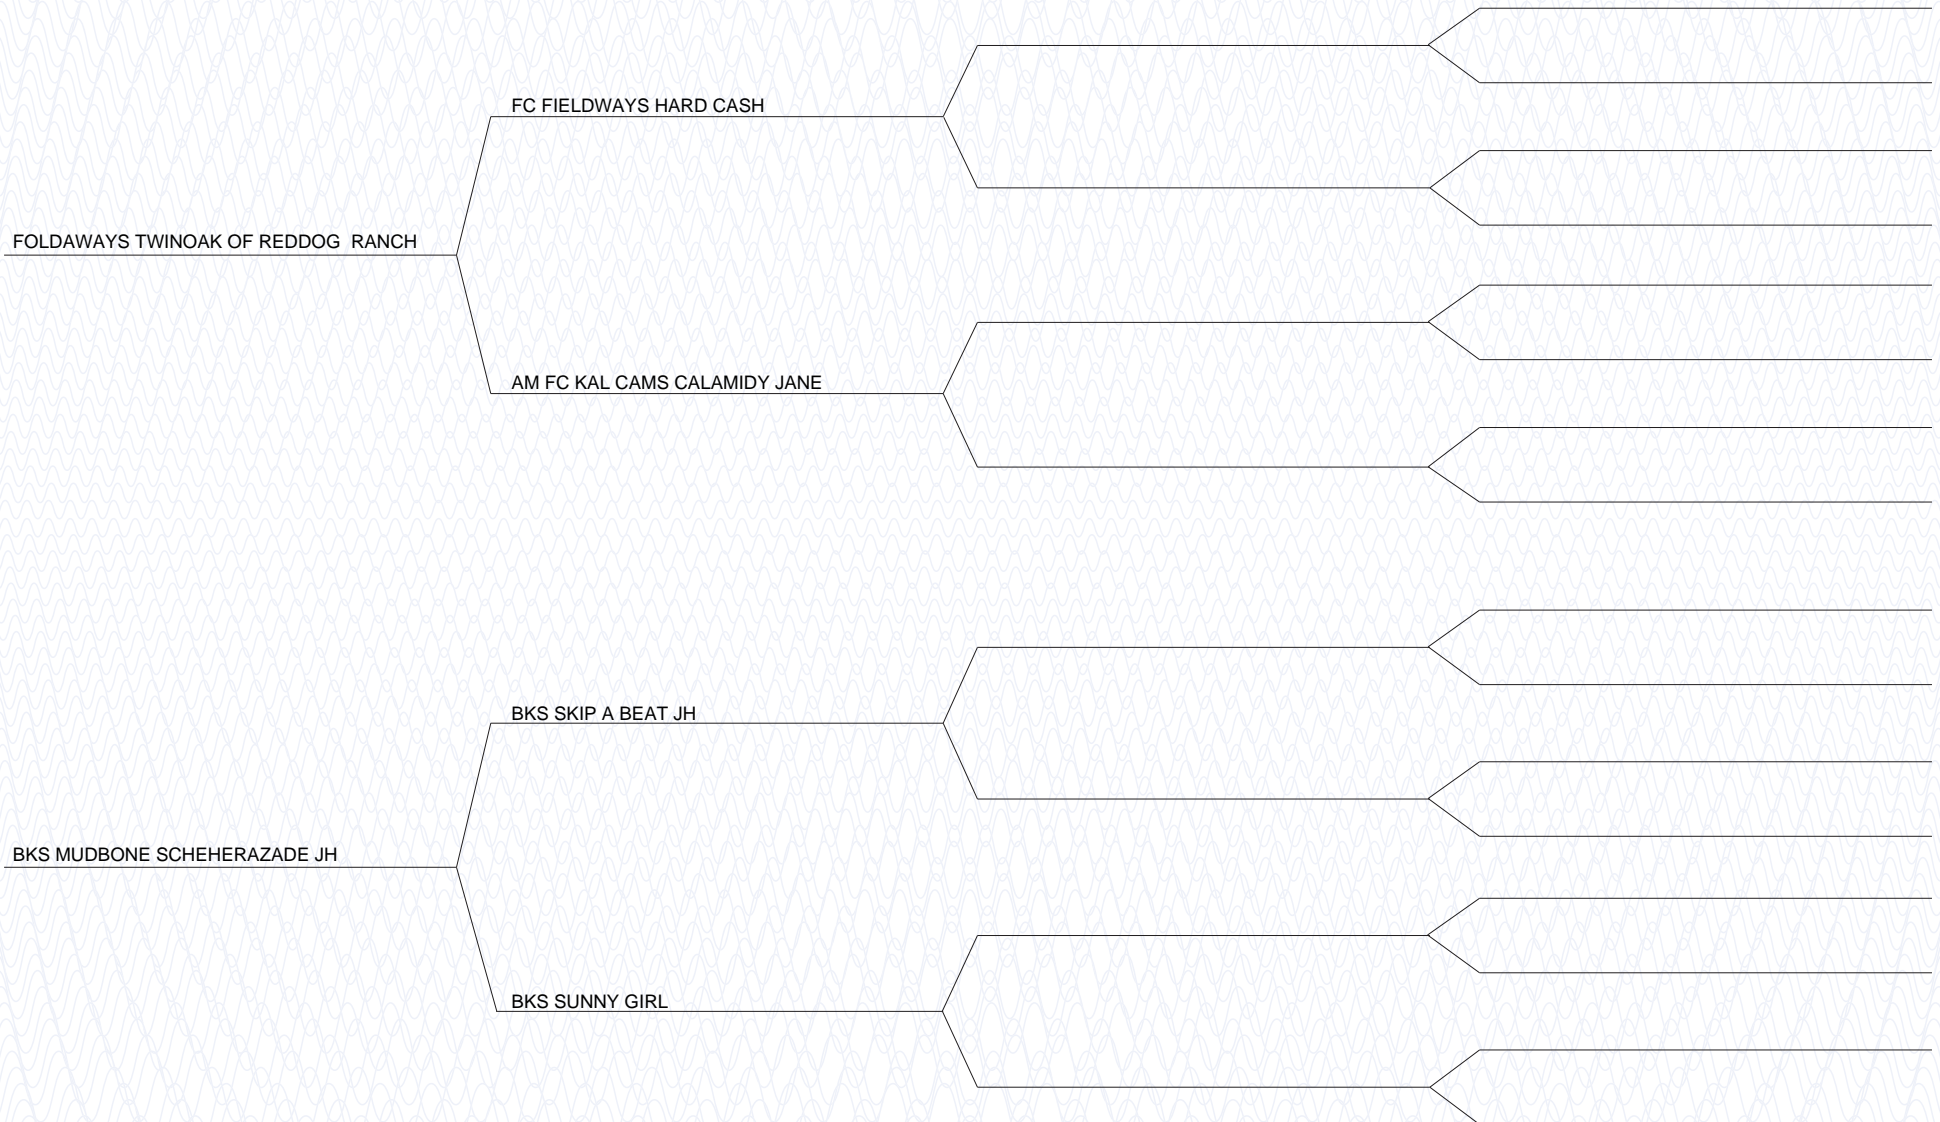 FC FIELDWAYS HARD CASH
FOLDAWAYS TWINOAK OF REDDOG  RANCH
AM FC KAL CAMS CALAMIDY JANE
BKS SKIP A BEAT JH
BKS MUDBONE SCHEHERAZADE JH
BKS SUNNY GIRL